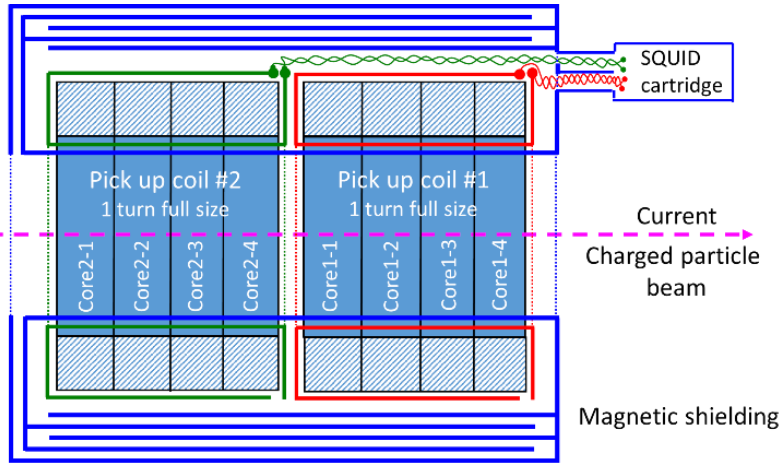 SQUID
cartridge
Pick up coil #2
1 turn full size
Pick up coil #1
1 turn full size
Core2-1
Core2-2
Core2-3
Core2-4
Core1-1
Core1-2
Core1-3
Core1-4
Current
Charged particle
beam
Magnetic shielding